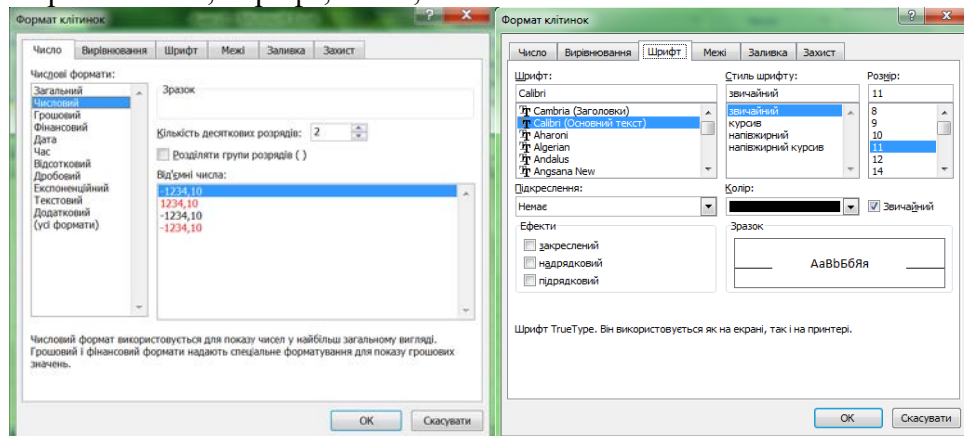 Формат клітинок
Число Вирівнювання Шрифт Межі Заливка Захист
Числові формати:
Загальний
Числовий
Грошовий
Фінансовий
Дата
Час
Відсотковий
Дробовий
Експоненційний
Текстовий
Додатковий
(усі формати)
Зразок
Кількість десяткових розрядів: 2
Розділяти групи розрядів ( )
Від'ємні числа:
-1234,10
1234,10
-1234,10
-1234,10
Числовий формат використовується для показу чисел у найбільш загальному вигляді.
Грошовий і фінансовий формати надають спеціальне форматування для показу грошових
значень.
OK Скасувати
Формат клітинок
Число Вирівнювання Шрифт Межі Заливка Захист
Шрифт:
Calibri
Cambria (Заголовки)
Calibri (Основний текст)
Aharoni
Algerian
Andalus
Angsana New
Стиль шрифту:
звичайний
звичайний
курсив
напівжирний
напівжирний курсив
Розмір:
11
8
9
10
11
12
14
Підкреслення:
Немає
Колір:
Звичайний
Ефекти
закреслений
надрядковий
підрядковий
Зразок
АаВbБбЯя
Шрифт TrueType. Він використовується як на екрані, так і на принтері.
OK Скасувати